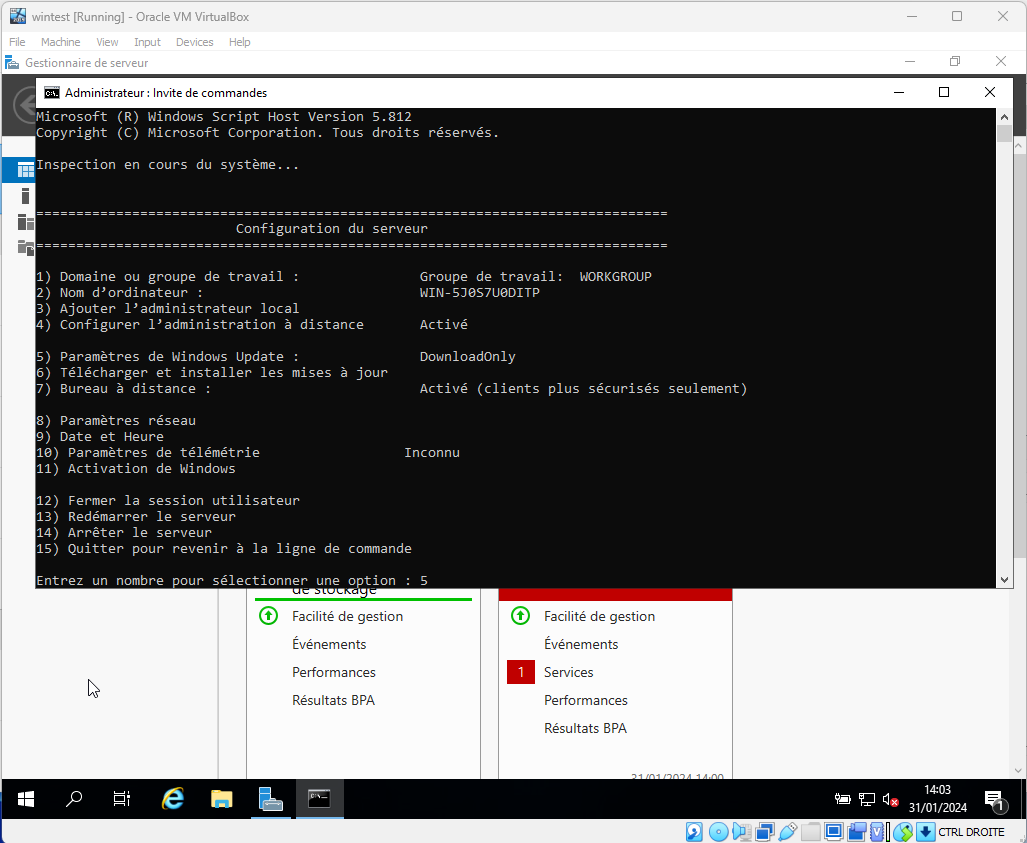 wintest [Running] - Oracle VM VirtualBox
File Machine View Input Devices Help
Gestionnaire de serveur
Administrateur : Invite de commandes
Microsoft (R) Windows Script Host Version 5.812
Copyright (C) Microsoft Corporation. Tous droits réservés.
Inspection en cours du système...
===============================================================================
Configuration du serveur
===============================================================================
1) Domaine ou groupe de travail : Groupe de travail: WORKGROUP
2) Nom d’ordinateur : WIN-5J0S7U0DITP
3) Ajouter l’administrateur local
4) Configurer l’administration à distance Activé
5) Paramètres de Windows Update : DownloadOnly
6) Télécharger et installer les mises à jour
7) Bureau à distance : Activé (clients plus sécurisés seulement)
8) Paramètres réseau
9) Date et Heure
10) Paramètres de télémétrie Inconnu
11) Activation de Windows
12) Fermer la session utilisateur
13) Redémarrer le serveur
14) Arrêter le serveur
15) Quitter pour revenir à la ligne de commande
Entrez un nombre pour sélectionner une option : 5
de stockage
Facilité de gestion
Événements
Performances
Résultats BPA
Facilité de gestion
Événements
1 Services
Performances
Résultats BPA
31/01/2024 14:00
14:03
31/01/2024
1
CTRL DROITE